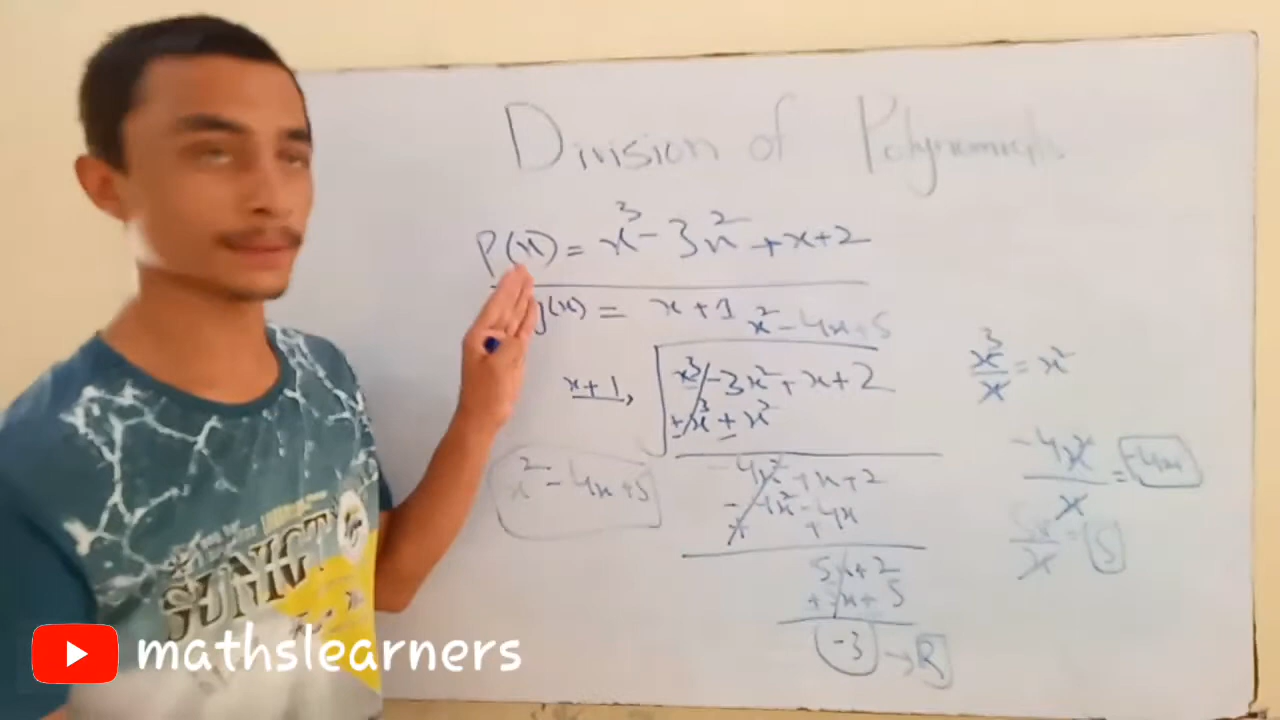 Division of Polynomials
P(x) = x³ - 3x² + x + 2
g(x) = x + 1
x² - 4x + 5
x + 1, x³ - 3x² + x + 2
+x³ + x²
- 4x² + x + 2
- 4x² - 4x
+ +
5x + 2
+5x + 5
-3 → R
x² - 4x + 5
x³/x = x²
-4x²/x = -4x
5x/x = 5
mathslearners